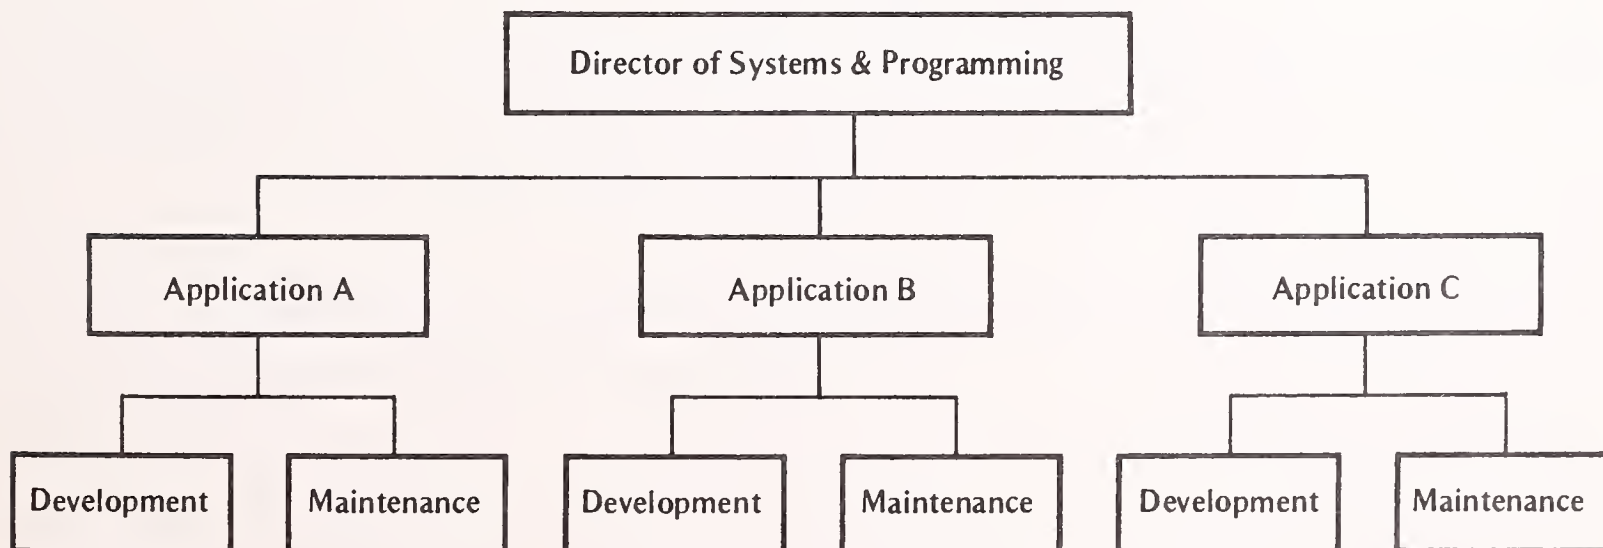 Director of Systems & Programming
Application A
Application B
Application C
Development
Maintenance
Development
Maintenance
Development
Maintenance